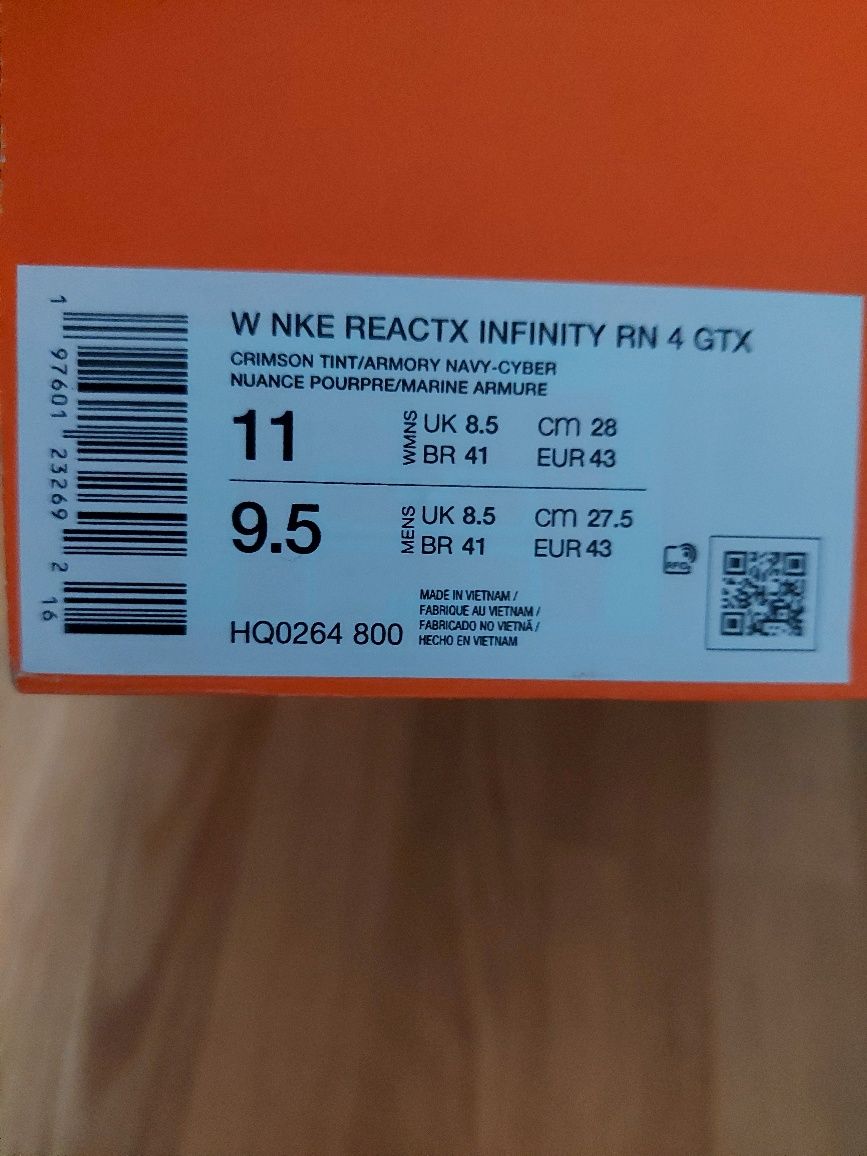 W NKE REACTX INFINITY RN 4 GTX
CRIMSON TINT/ARMORY NAVY-CYBER
NUANCE POURPRE/MARINE ARMURE
11 WMNS UK 8.5 cm 28
BR 41 EUR 43
9.5 MENS UK 8.5 cm 27.5
BR 41 EUR 43
RFID
HQ0264 800
MADE IN VIETNAM /
FABRIQUE AU VIETNAM /
FABRICADO NO VIETNÃ /
HECHO EN VIETNAM
1 97601 23269 2 16